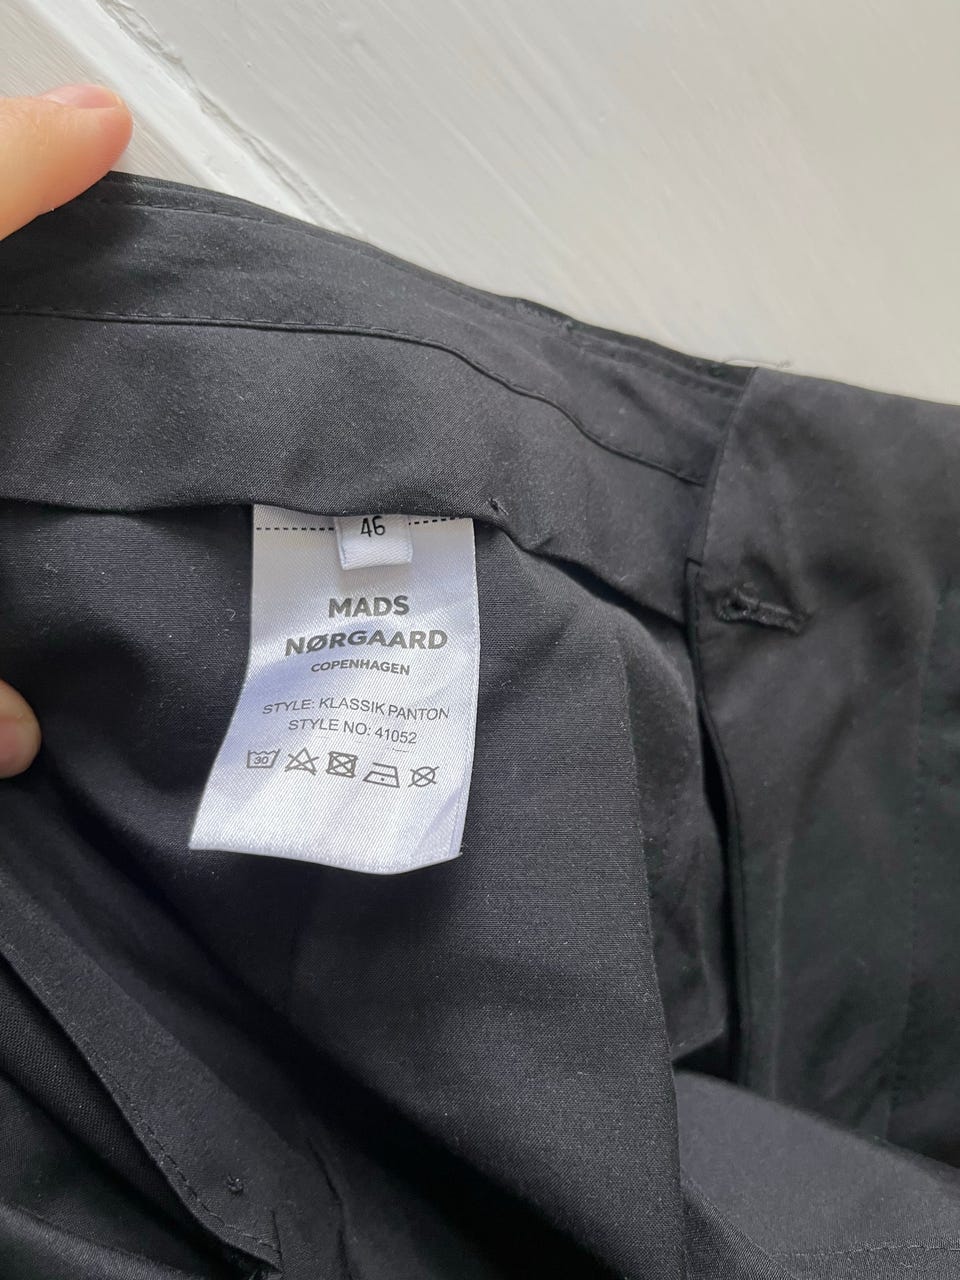 46
MADS
NØRGAARD
COPENHAGEN
STYLE: KLASSIK PANTON
STYLE NO: 41052
30